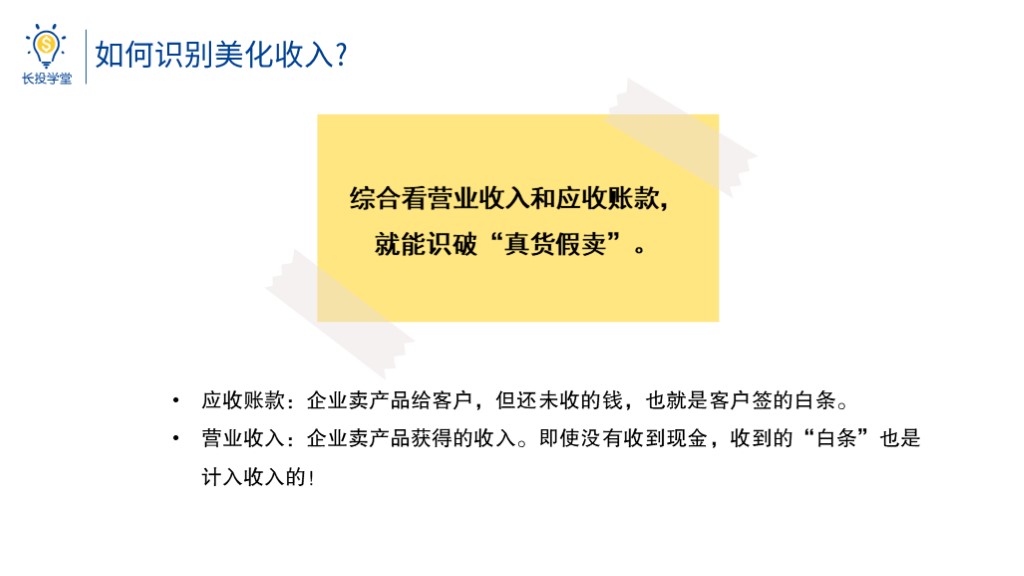 如何识别美化收入?
长投学堂
综合看营业收入和应收账款,
就能识破“真货假卖”。
• 应收账款:企业卖产品给客户,但还未收的钱,也就是客户签的白条。
• 营业收入:企业卖产品获得的收入。即使没有收到现金,收到的“白条”也是
计入收入的!